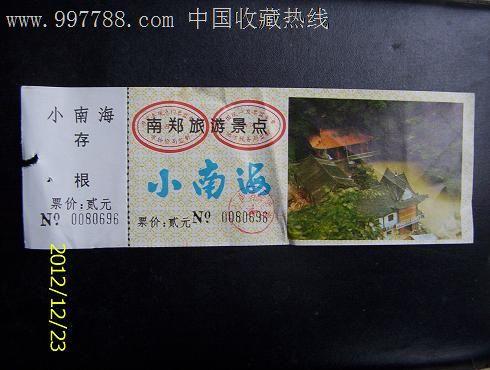 www.997788.com 中国收藏热线
小南海
存
根
票价:贰元
№ 0080696
南郑旅游景点
小南海
票价:贰元 № 0080696
2012/12/23